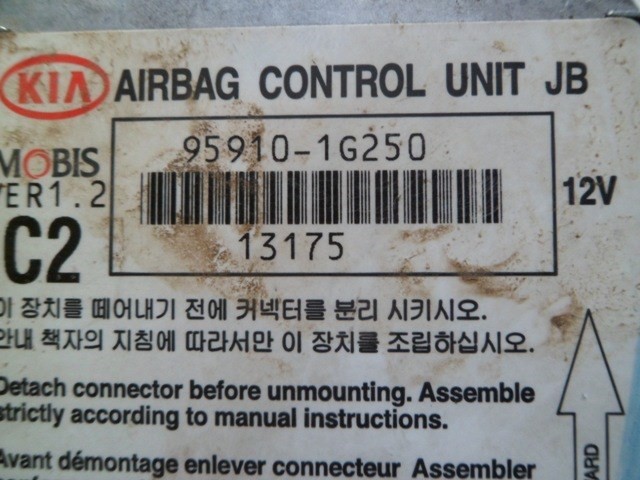 KIA AIRBAG CONTROL UNIT JB
MOBIS
95910-1G250
VER1.2
12V
C2
13175
이 장치를 떼어내기 전에 커넥터를 분리 시키시오.
안내 책자의 지침에 따라서만 이 장치를 조립하십시오.
Detach connector before unmounting. Assemble
strictly according to manual instructions.
Avant démontage enlever connecteur Assembler